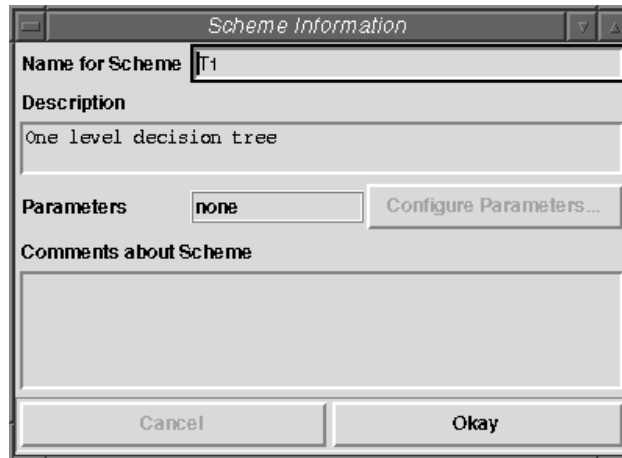 Scheme Information
Name for Scheme T1
Description
One level decision tree
Parameters none Configure Parameters...
Comments about Scheme
Cancel Okay